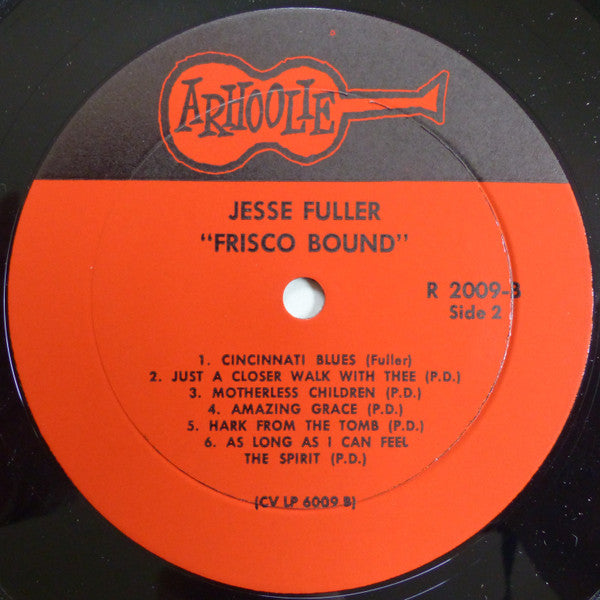 ARHOOLIE
JESSE FULLER
"FRISCO BOUND"
R 2009-B
Side 2
1. CINCINNATI BLUES (Fuller)
2. JUST A CLOSER WALK WITH THEE (P.D.)
3. MOTHERLESS CHILDREN (P.D.)
4. AMAZING GRACE (P.D.)
5. HARK FROM THE TOMB (P.D.)
6. AS LONG AS I CAN FEEL
THE SPIRIT (P.D.)
(CV LP 6009 B)